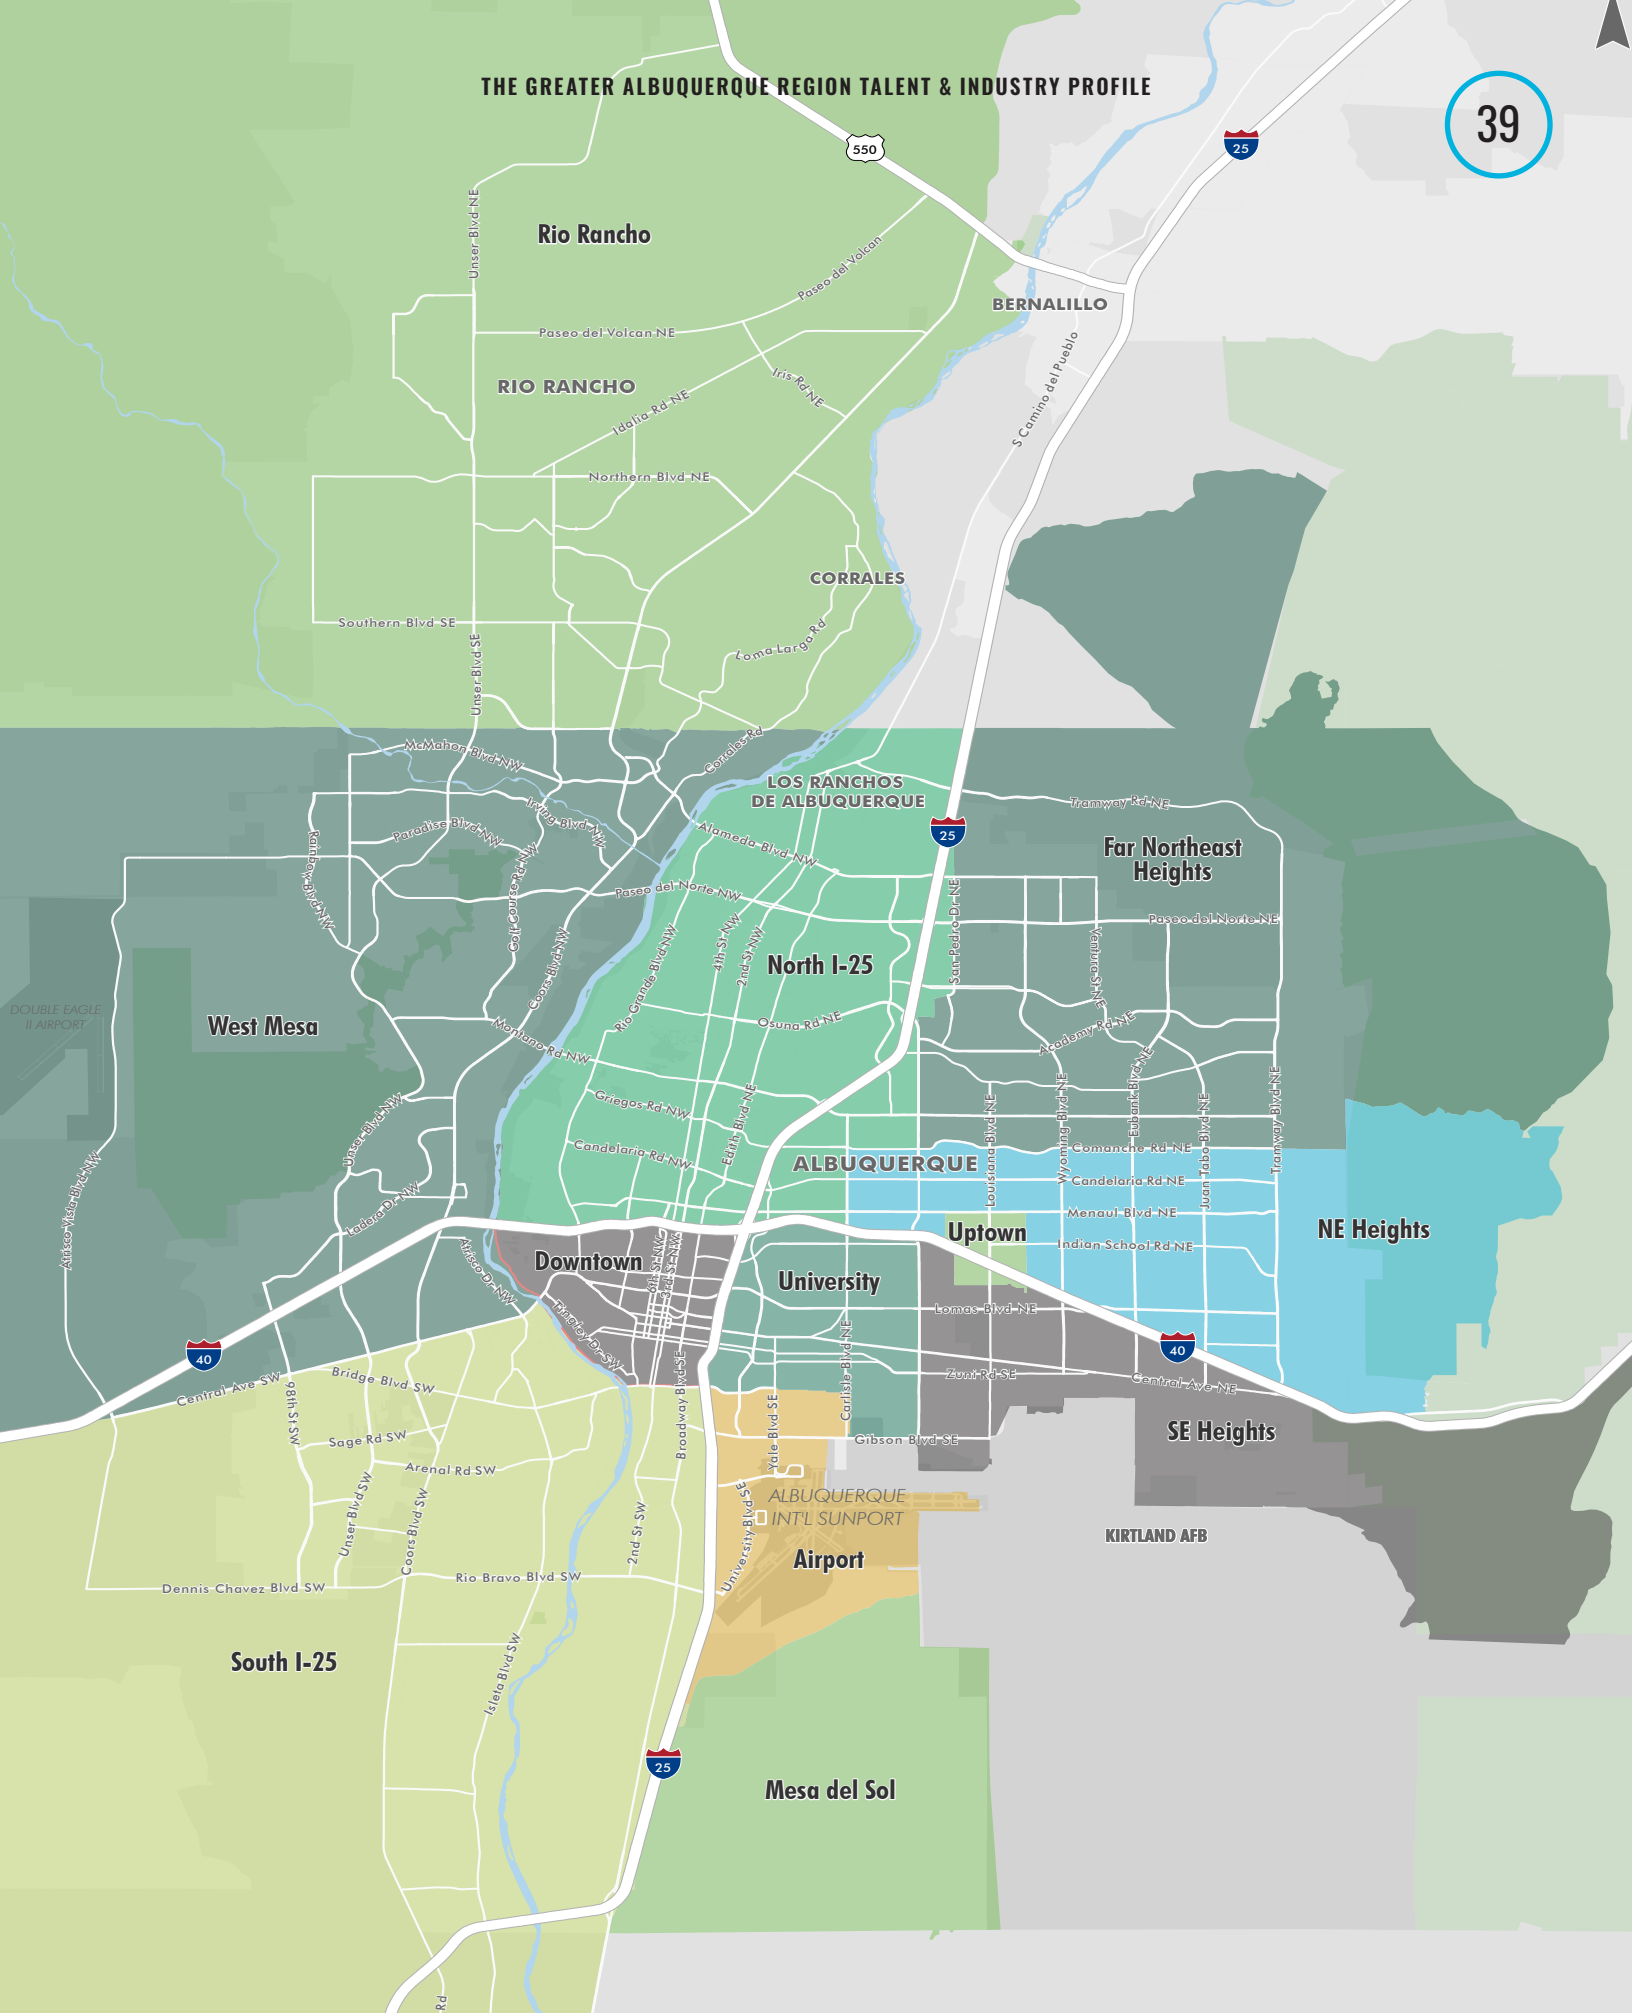 THE GREATER ALBUQUERQUE REGION TALENT & INDUSTRY PROFILE
39
550
25
Unser Blvd NE
Rio Rancho
Paseo del Volcan
BERNALILLO
Paseo del Volcan NE
S Camino del Pueblo
Iris Rd NE
RIO RANCHO
Idalia Rd NE
Northern Blvd NE
CORRALES
Southern Blvd SE
Loma Larga Rd
Unser Blvd SE
McMahon Blvd NW
Corrales Rd
LOS RANCHOS
DE ALBUQUERQUE
Tramway Rd NE
Irving Blvd NW
Paradise Blvd NW
Rainbow Blvd NW
Alameda Blvd NW
25
Far Northeast
Heights
Golf Course Rd NW
Paseo del Norte NW
San Pedro Dr NE
Paseo del Norte NE
Coors Blvd NW
Rio Grande Blvd NW
4th St NW
2nd St NW
North I-25
Ventura St NE
DOUBLE EAGLE
II AIRPORT
West Mesa
Montano Rd NW
Osuna Rd NE
Academy Rd NE
Eubank Blvd NE
Wyoming Blvd NE
Louisiana Blvd NE
Juan Tabo Blvd NE
Tramway Blvd NE
Griegos Rd NW
Edith Blvd NE
Unser Blvd NW
Candelaria Rd NW
ALBUQUERQUE
Comanche Rd NE
Candelaria Rd NE
Atrisco Vista Blvd NW
Ladera Dr NW
Menaul Blvd NE
Uptown
NE Heights
Indian School Rd NE
Atrisco Dr NW
Downtown
6th St NW
3rd St NW
University
Lomas Blvd NE
Tingley Dr SW
Carlisle Blvd NE
40
40
Zuni Rd SE
Central Ave NE
Central Ave SW
Bridge Blvd SW
98th St SW
Broadway Blvd SE
Yale Blvd SE
SE Heights
Sage Rd SW
Gibson Blvd SE
Arenal Rd SW
Unser Blvd SW
Coors Blvd SW
2nd St SW
University Blvd SE
ALBUQUERQUE
INT'L SUNPORT
KIRTLAND AFB
Airport
Dennis Chavez Blvd SW
Rio Bravo Blvd SW
South I-25
Isleta Blvd SW
25
Mesa del Sol
Rd